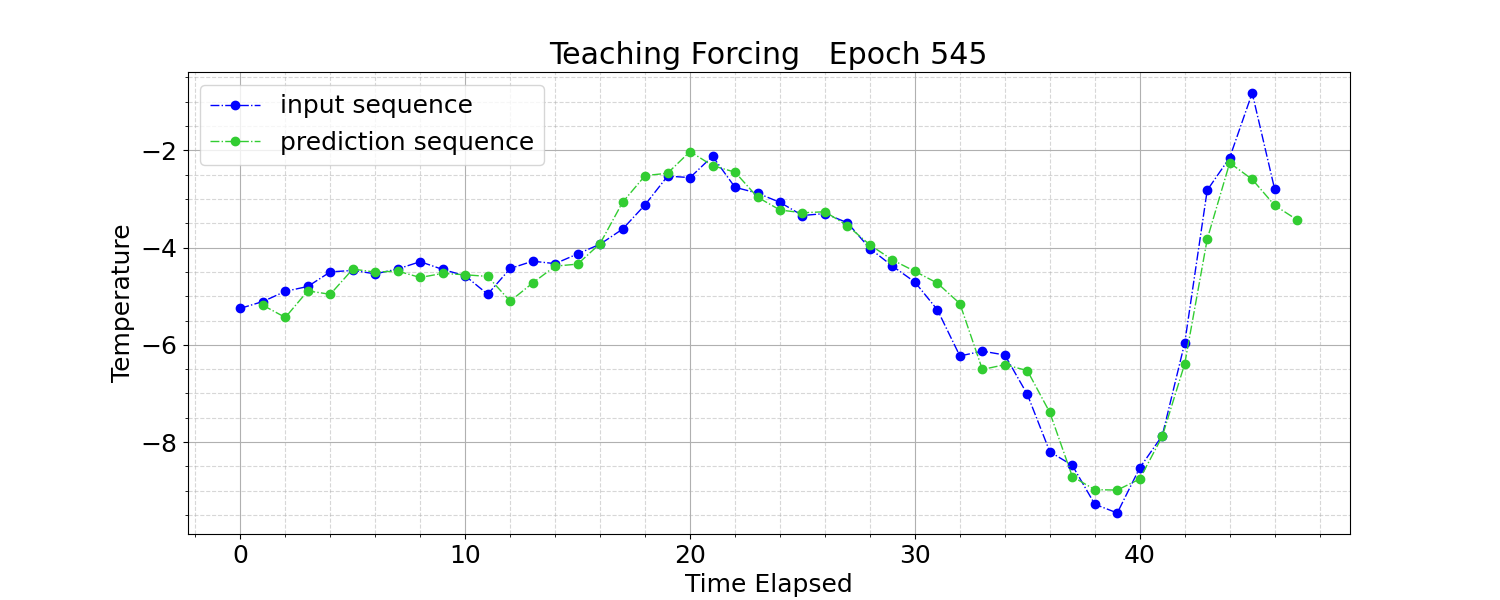 Teaching Forcing   Epoch 545
input sequence
prediction sequence
Temperature
−2
−4
−6
−8
0 10 20 30 40
Time Elapsed